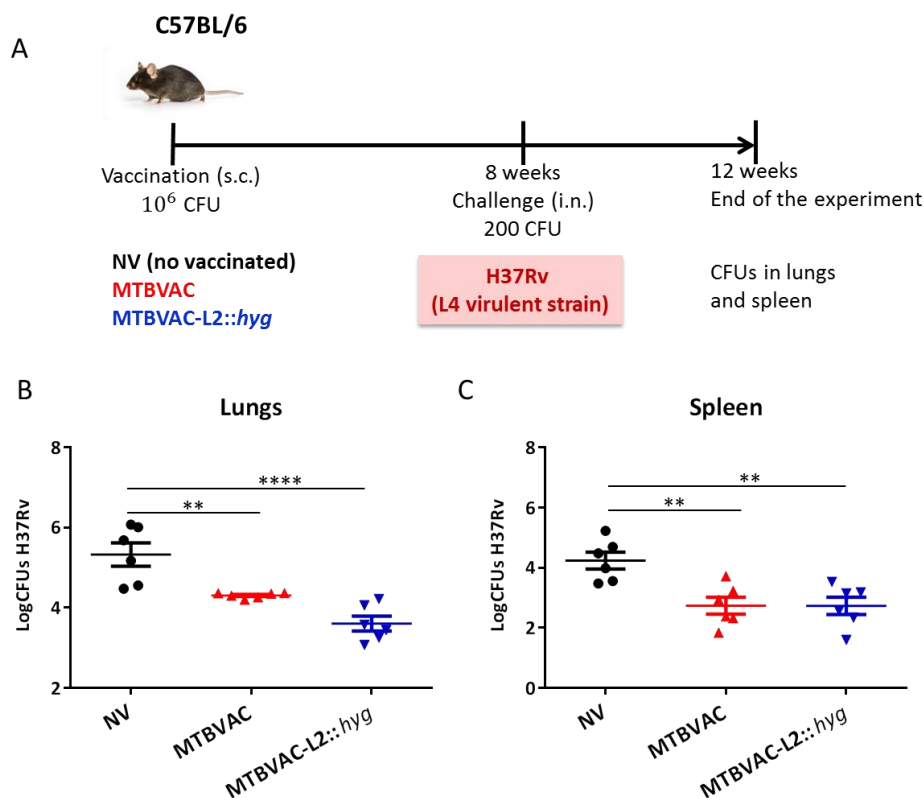 A
C57BL/6
Vaccination (s.c.)
10⁶ CFU
8 weeks
Challenge (i.n.)
200 CFU
12 weeks
End of the experiment
NV (no vaccinated)
MTBVAC
MTBVAC-L2::hyg
H37Rv
(L4 virulent strain)
CFUs in lungs
and spleen
B
Lungs
LogCFUs H37Rv
8
6
4
2
****
**
NV
MTBVAC
MTBVAC-L2::hyg
C
Spleen
LogCFUs H37Rv
8
6
4
2
0
**
**
NV
MTBVAC
MTBVAC-L2::hyg